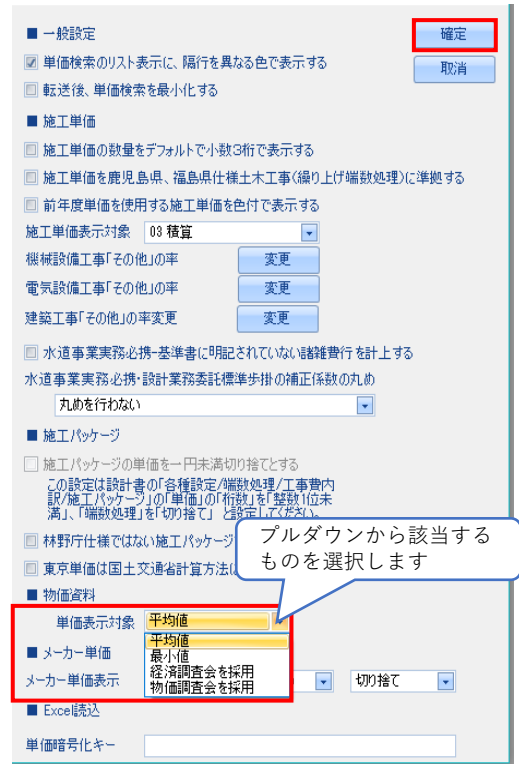 ■ 一般設定
確定
単価検索のリスト表示に、隔行を異なる色で表示する
取消
転送後、単価検索を最小化する
■ 施工単価
施工単価の数量をデフォルトで小数3桁で表示する
施工単価を鹿児島県、福島県仕様土木工事(繰り上げ端数処理)に準拠する
前年度単価を使用する施工単価を色付で表示する
施工単価表示対象 03 積算
機械設備工事「その他」の率 変更
電気設備工事「その他」の率 変更
建築工事「その他」の率変更 変更
水道事業実務必携-基準書に明記されていない諸雑費行を計上する
水道事業実務必携・設計業務委託標準歩掛の補正係数の丸め
丸めを行わない
■ 施工パッケージ
施工パッケージの単価を一円未満切り捨てとする
この設定は設計書の「各種設定/端数処理/工事費内
訳/施工パッケージ」の「単価」の「桁数」を「整数1位未
満」、「端数処理」を「切り捨て」と設定してください。
林野庁仕様ではない施工パッケージ
プルダウンから該当する
ものを選択します
東京単価は国土交通省計算方法
■ 物価資料
単価表示対象 平均値
平均値
最小値
経済調査会を採用
物価調査会を採用
■ メーカー単価
メーカー単価表示 切り捨て
■ Excel読込
単価暗号化キー